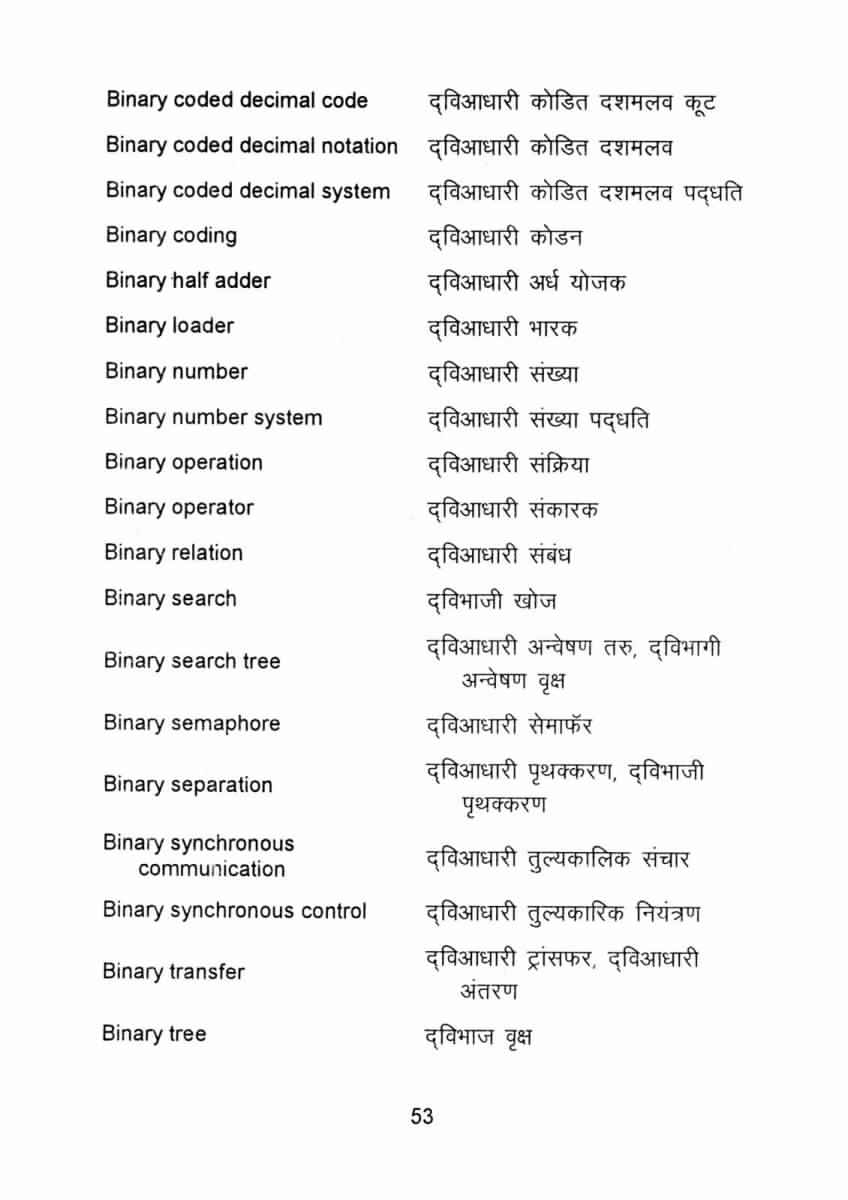 Binary coded decimal code द्विआधारी कोडित दशमलव कूट
Binary coded decimal notation द्विआधारी कोडित दशमलव
Binary coded decimal system द्विआधारी कोडित दशमलव पद्धति
Binary coding द्विआधारी कोडन
Binary half adder द्विआधारी अर्ध योजक
Binary loader द्विआधारी भारक
Binary number द्विआधारी संख्या
Binary number system द्विआधारी संख्या पद्धति
Binary operation द्विआधारी संक्रिया
Binary operator द्विआधारी संकारक
Binary relation द्विआधारी संबंध
Binary search द्विभाजी खोज
Binary search tree द्विआधारी अन्वेषण तरु, द्विभागी
अन्वेषण वृक्ष
Binary semaphore द्विआधारी सेमाफॅर
Binary separation द्विआधारी पृथक्करण, द्विभाजी
पृथक्करण
Binary synchronous
communication द्विआधारी तुल्यकालिक संचार
Binary synchronous control द्विआधारी तुल्यकारिक नियंत्रण
Binary transfer द्विआधारी ट्रांसफर, द्विआधारी
अंतरण
Binary tree द्विभाज वृक्ष
53